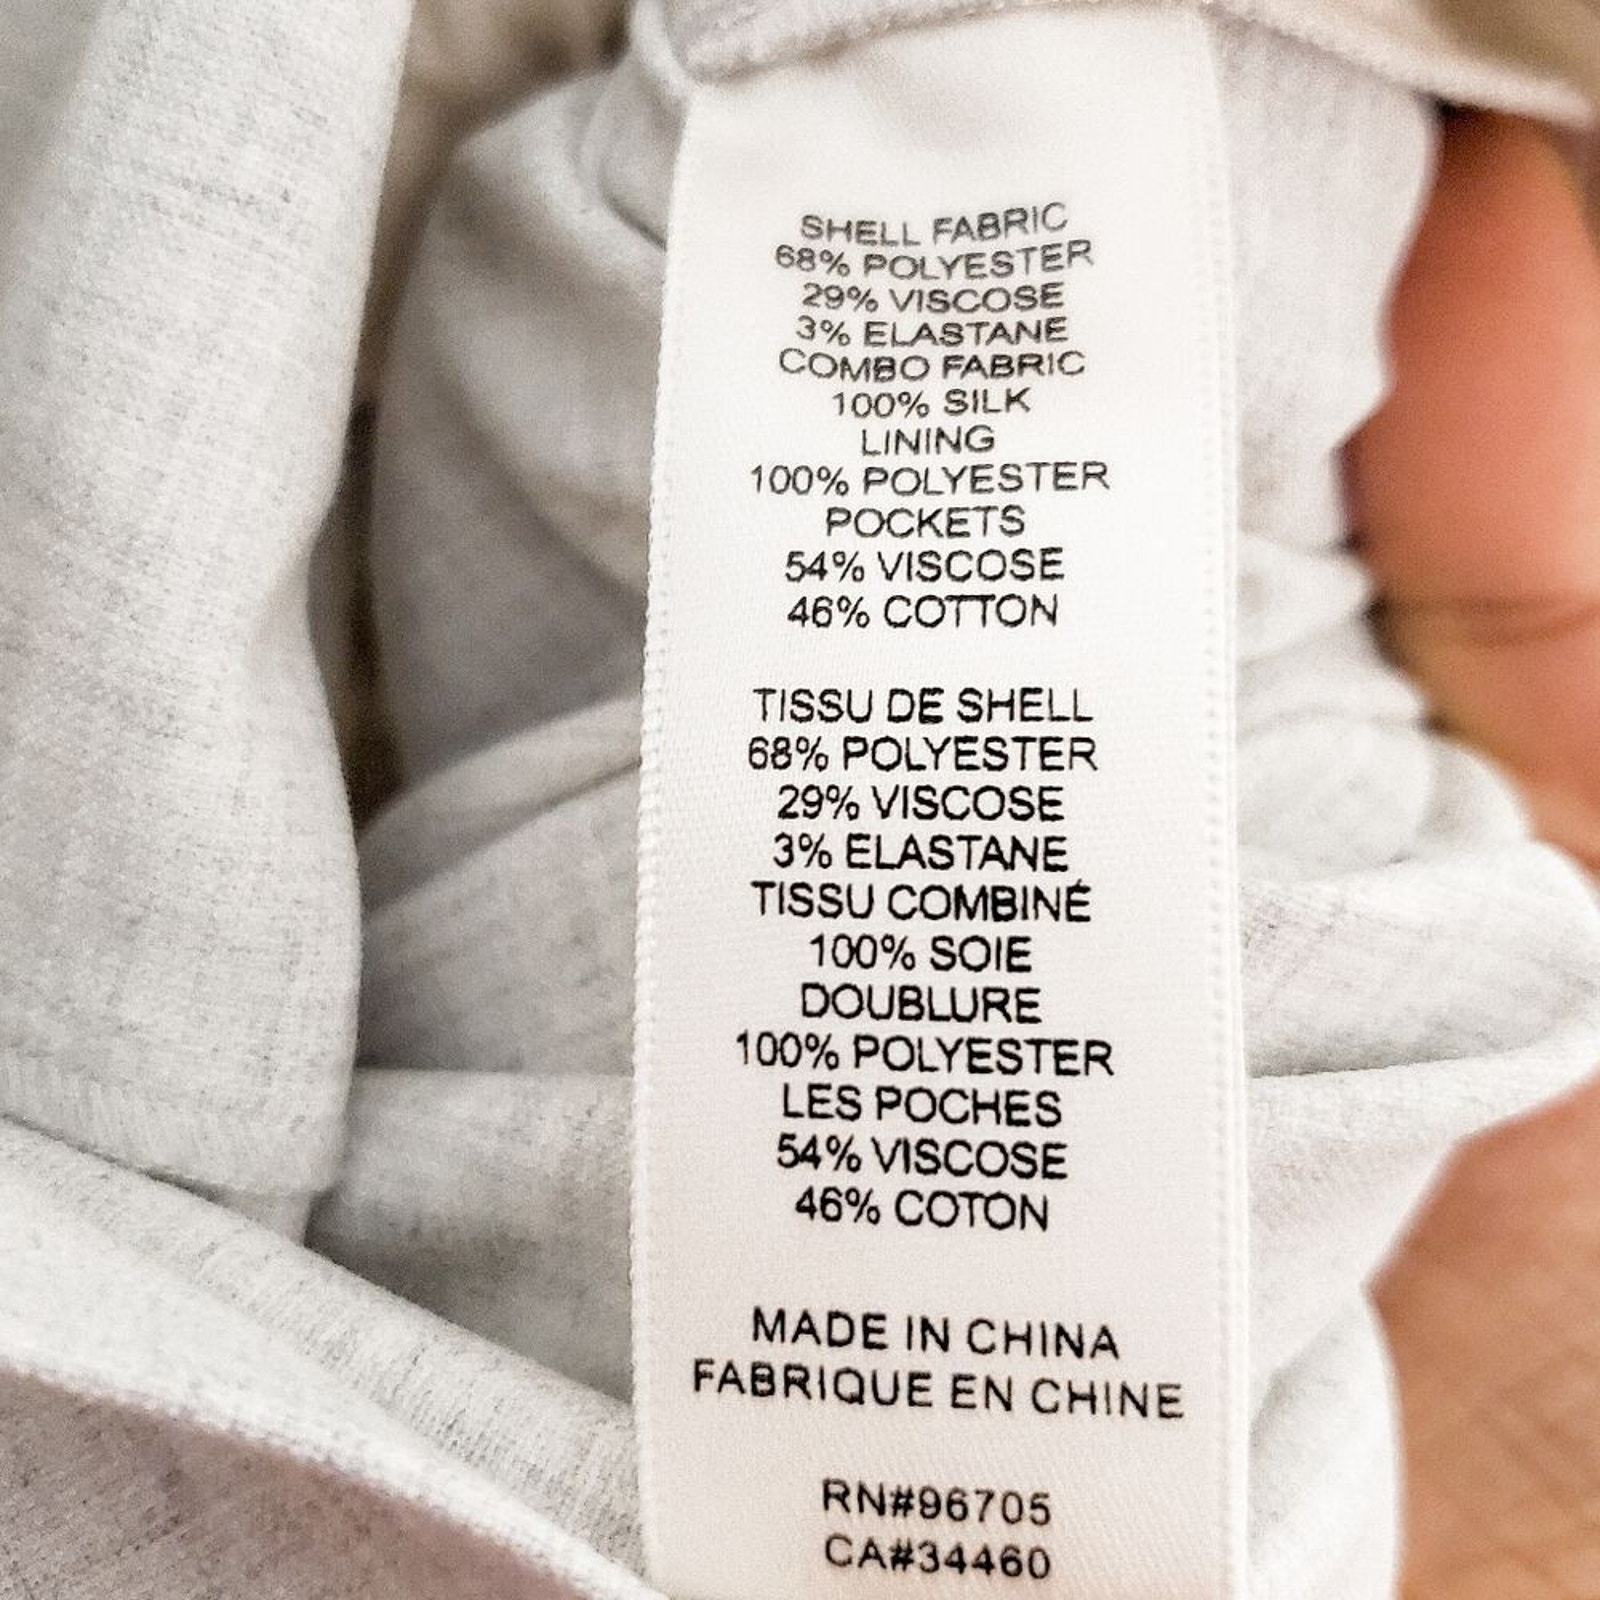 SHELL FABRIC
68% POLYESTER
29% VISCOSE
3% ELASTANE
COMBO FABRIC
100% SILK
LINING
100% POLYESTER
POCKETS
54% VISCOSE
46% COTTON
TISSU DE SHELL
68% POLYESTER
29% VISCOSE
3% ELASTANE
TISSU COMBINÉ
100% SOIE
DOUBLURE
100% POLYESTER
LES POCHES
54% VISCOSE
46% COTON
MADE IN CHINA
FABRIQUE EN CHINE
RN#96705
CA#34460